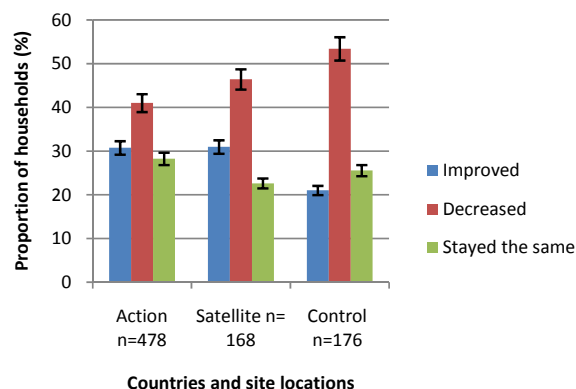 Proportion of households (%)
60
50
40
30
20
10
0
Action
n=478
Satellite n=
168
Control
n=176
Countries and site locations
Improved
Decreased
Stayed the same